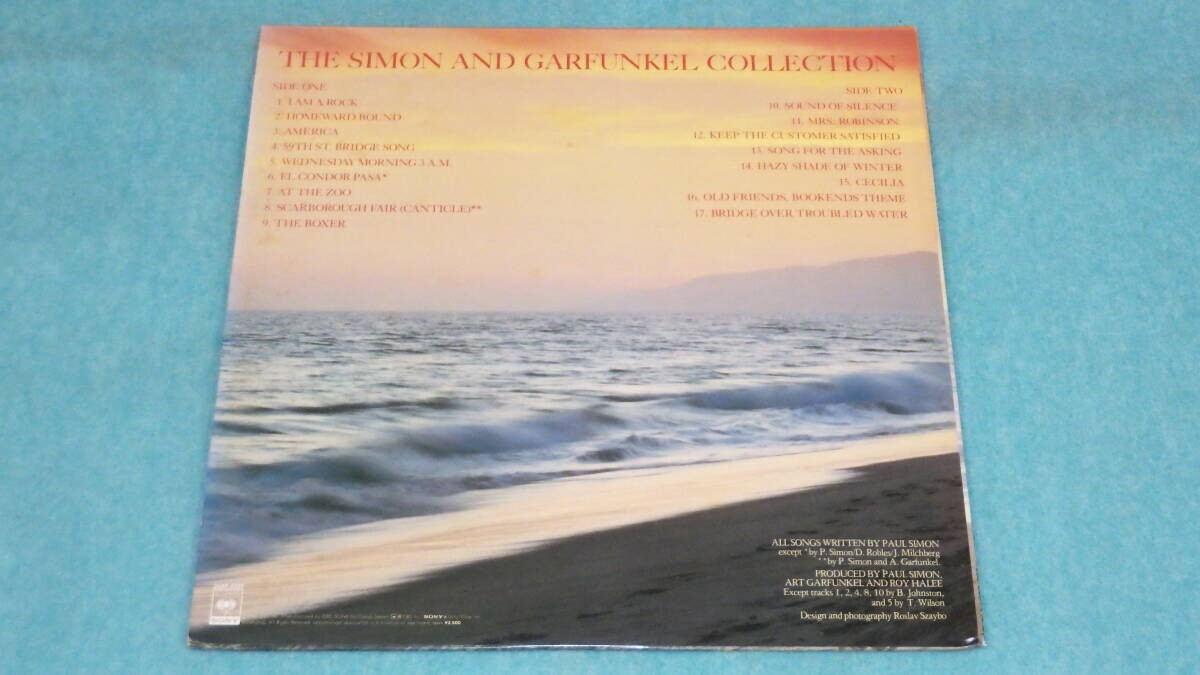 THE SIMON AND GARFUNKEL COLLECTION
SIDE ONE
1. I AM A ROCK
2. HOMEWARD BOUND
3. AMERICA
4. 59TH ST. BRIDGE SONG
5. WEDNESDAY MORNING 3 A.M.
6. EL CONDOR PASA*
7. AT THE ZOO
8. SCARBOROUGH FAIR (CANTICLE)**
9. THE BOXER
SIDE TWO
10. SOUND OF SILENCE
11. MRS. ROBINSON
12. KEEP THE CUSTOMER SATISFIED
13. SONG FOR THE ASKING
14. HAZY SHADE OF WINTER
15. CECILIA
16. OLD FRIENDS, BOOKENDS THEME
17. BRIDGE OVER TROUBLED WATER
ALL SONGS WRITTEN BY PAUL SIMON
except *by P. Simon/D. Robles/J. Milchberg
**by P. Simon and A. Garfunkel.
PRODUCED BY PAUL SIMON,
ART GARFUNKEL AND ROY HALEE
Except tracks 1, 2, 4, 8, 10 by B. Johnston,
and 5 by T. Wilson
Design and photography Roslav Szaybo
SONY
¥2,500